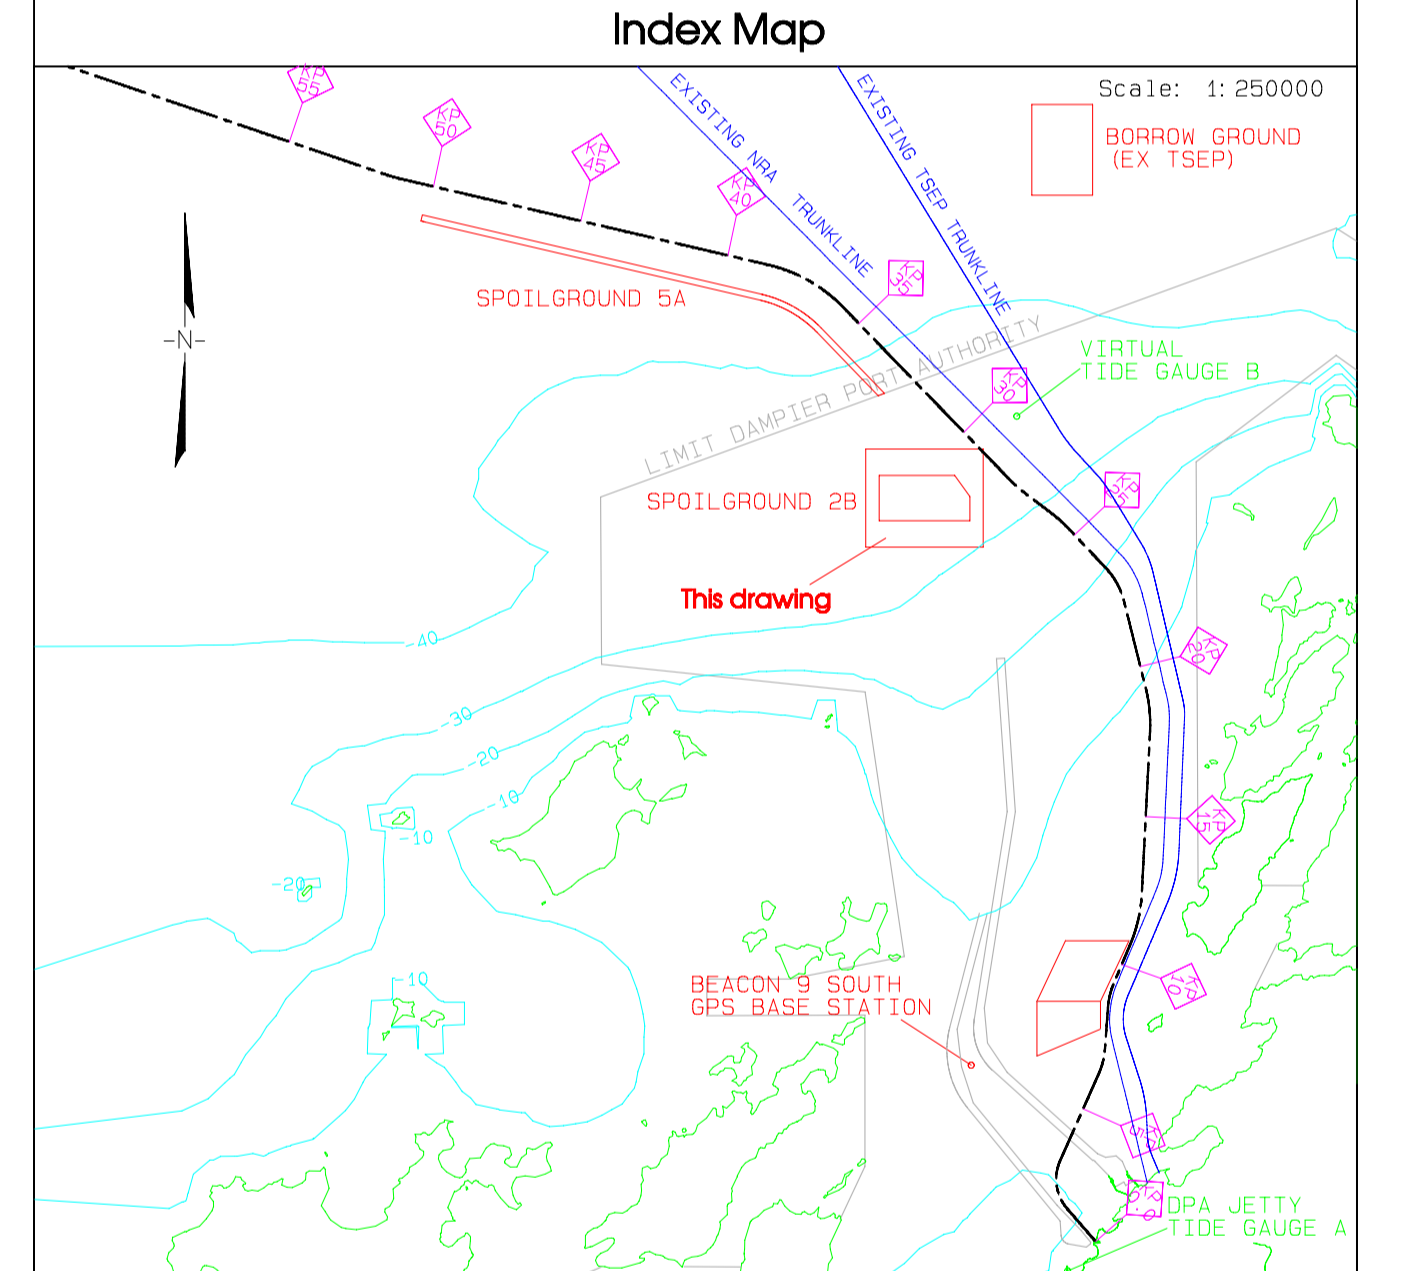 Index Map
Scale: 1:250000
KP 55
KP 50
KP 45
KP 40
EXISTING NRA TRUNKLINE
EXISTING TSEP TRUNKLINE
BORROW GROUND
(EX TSEP)
KP 35
SPOILGROUND 5A
-N-
LIMIT DAMPIER PORT AUTHORITY
VIRTUAL
TIDE GAUGE B
KP 30
SPOILGROUND 2B
KP 25
This drawing
-40
KP 20
-30
-20
-10
KP 15
-10
-20
-10
BEACON 9 SOUTH
GPS BASE STATION
KP 10
KP 5
DPA JETTY
TIDE GAUGE A